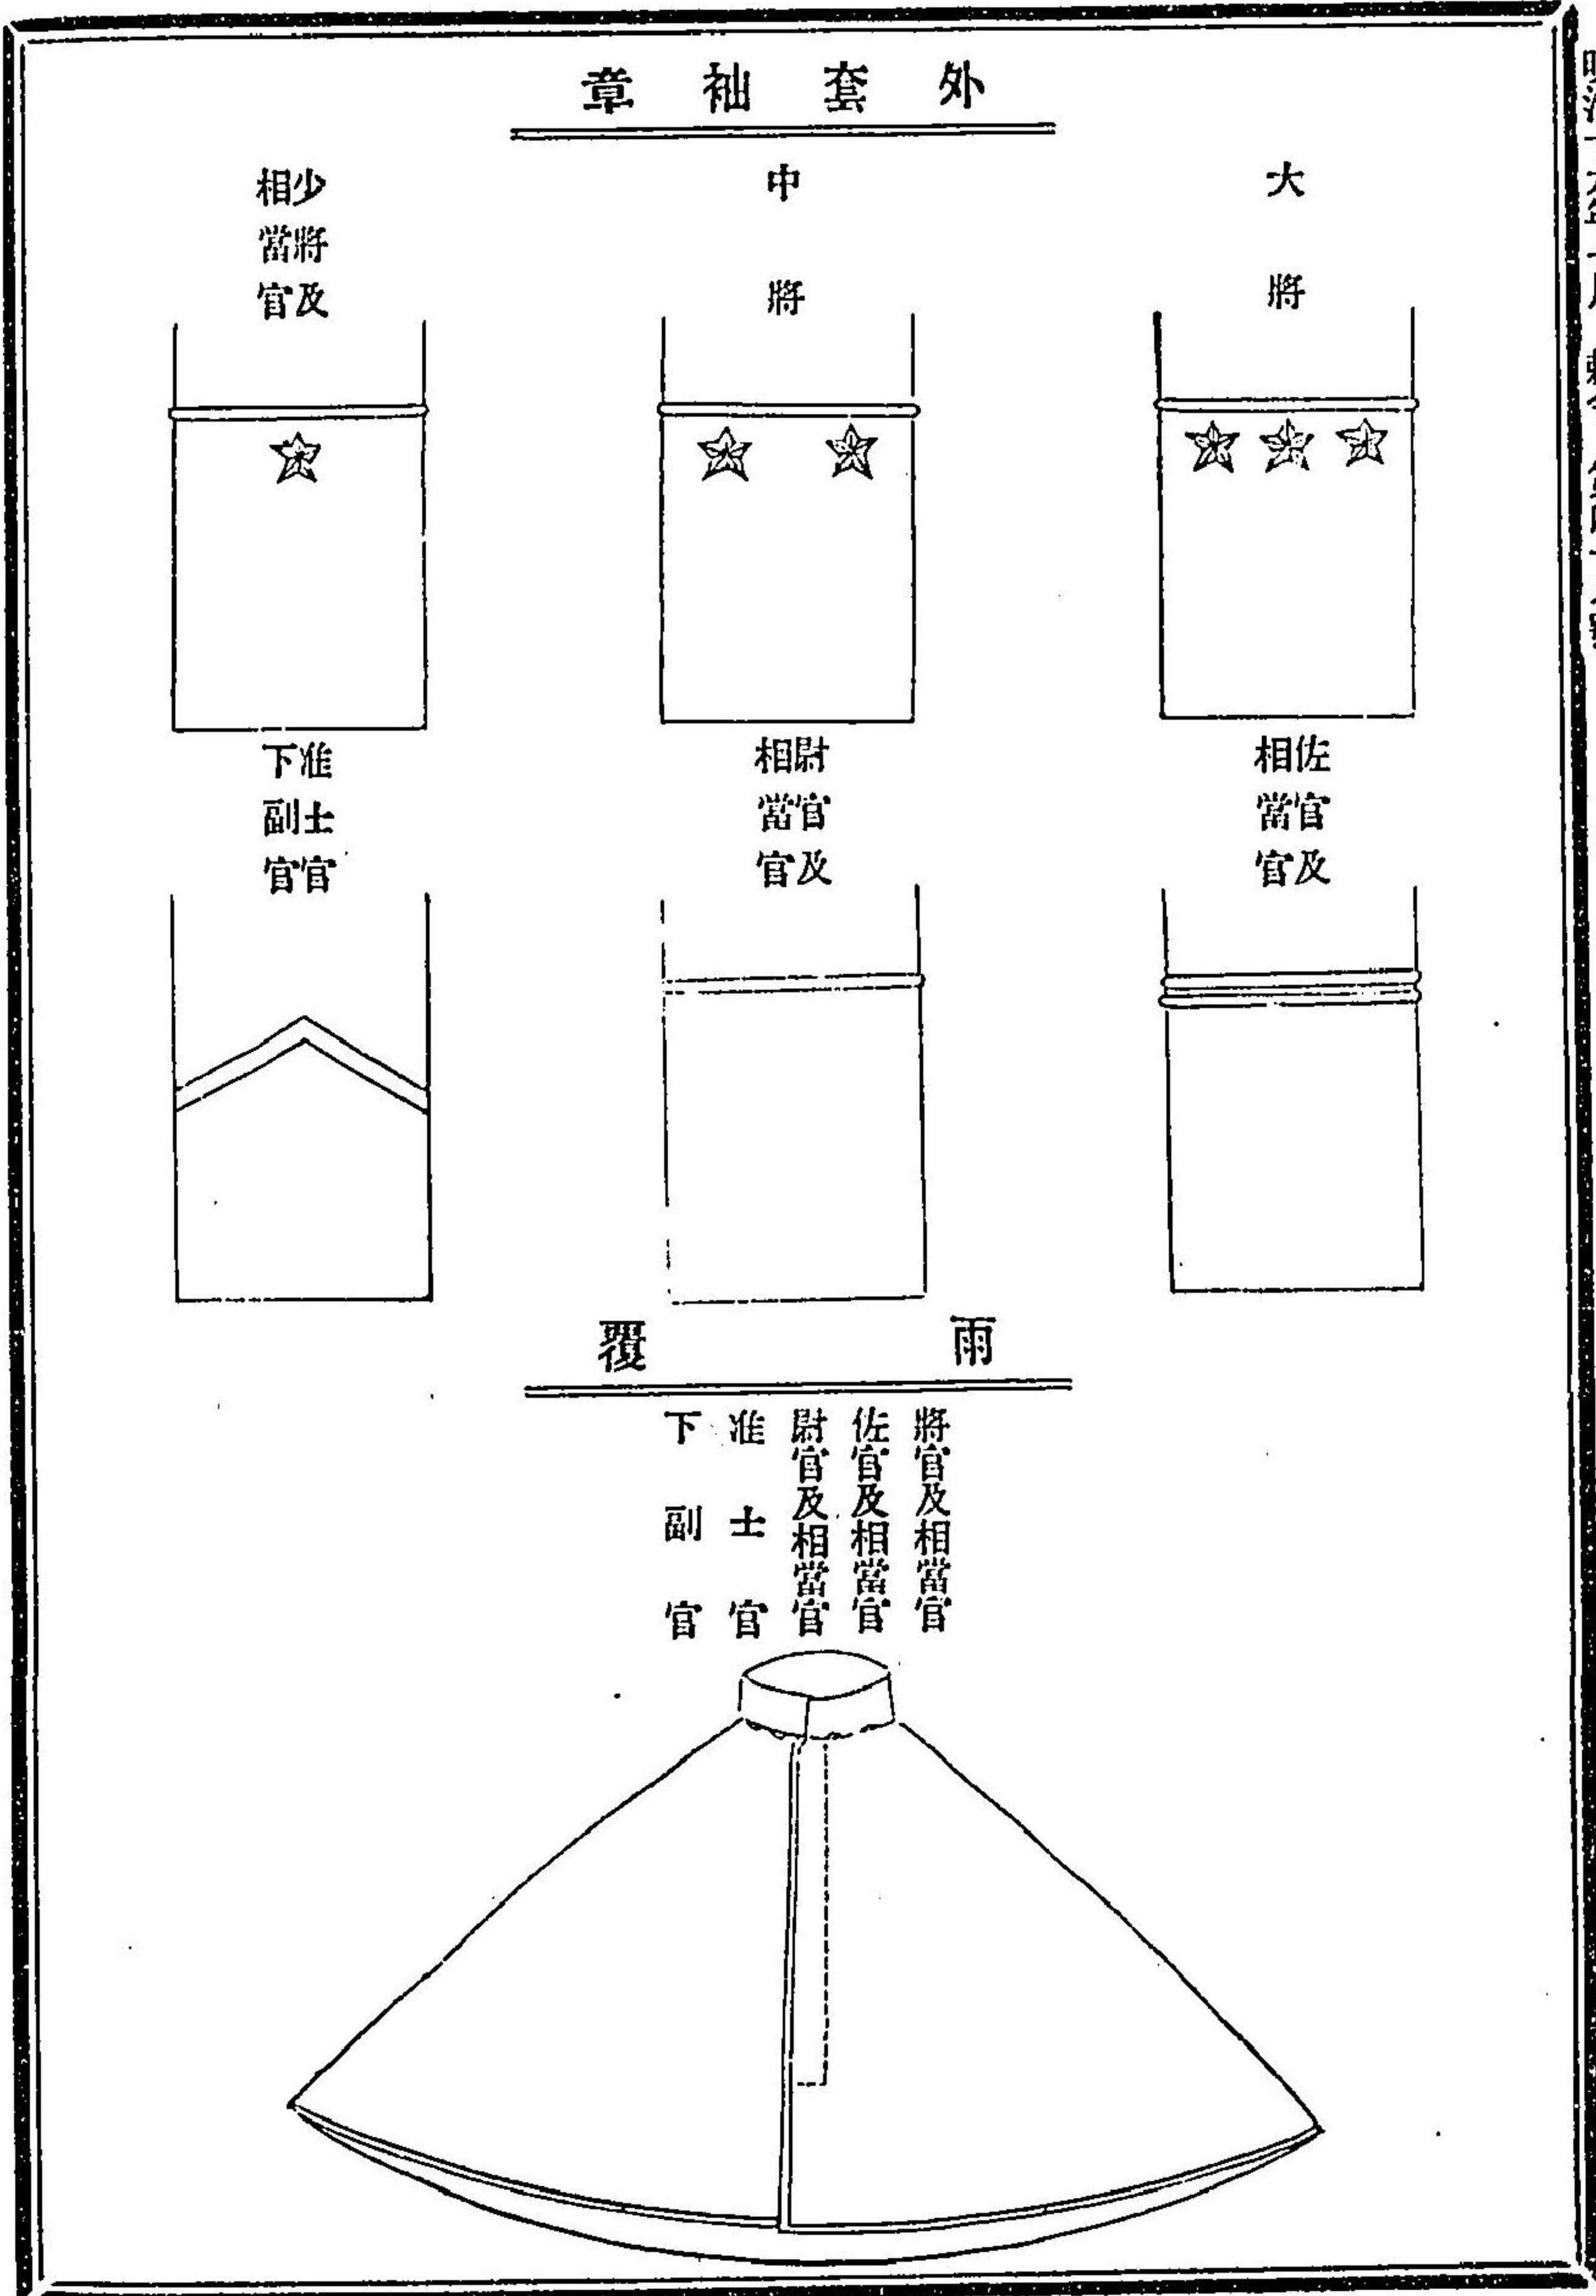 外套袖章
大將
中將
少將及
相當官
佐官及
相當官
尉官及
相當官
准士官
下副官
雨覆
將官及相當官
佐官及相當官
尉官及相當官
准士官
下副官